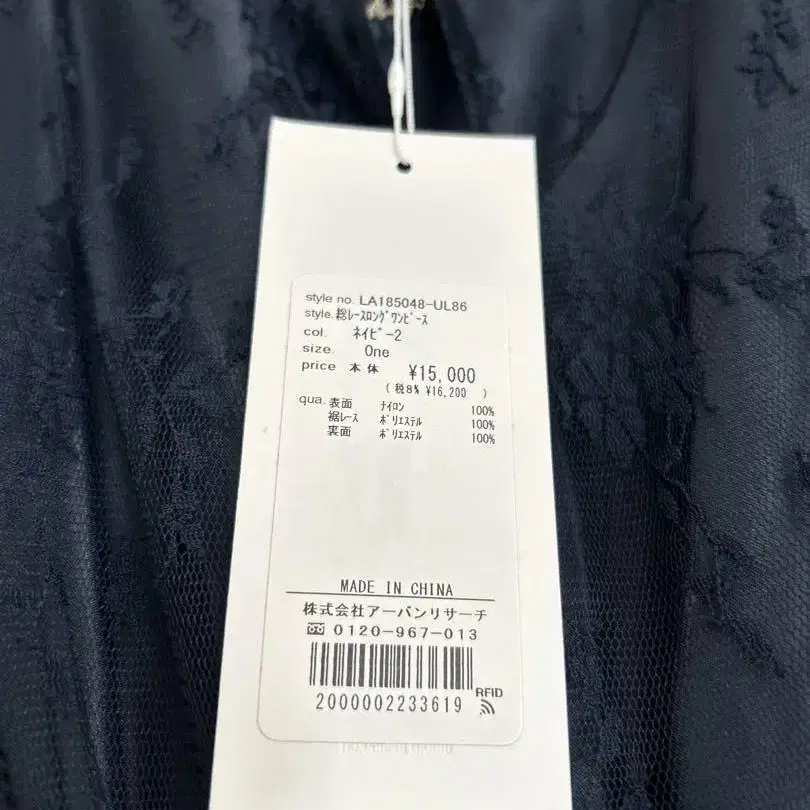 style no. LA185048-UL86
style.総ﾚｰｽﾛﾝｸﾞﾜﾝﾋﾟｰｽ
col. ﾈｲﾋﾞｰ2
size. One
price 本体 ¥15,000
(税8% ¥16,200 )
qua. 表面 ﾅｲﾛﾝ 100%
裾ﾚｰｽ ﾎﾟﾘｴｽﾃﾙ 100%
裏面 ﾎﾟﾘｴｽﾃﾙ 100%
MADE IN CHINA
株式会社アーバンリサーチ
0120-967-013
RFID
2000002233619